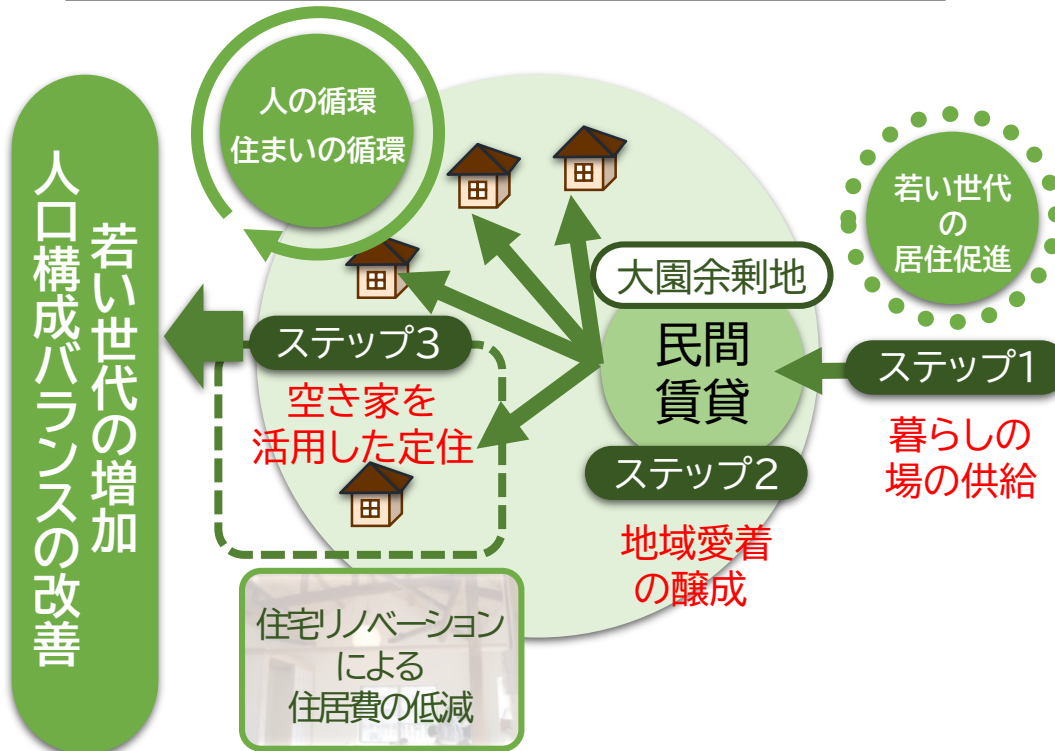 人の循環
住まいの循環
若い世代
の
居住促進
大園余剰地
民間
賃貸
ステップ1
暮らしの
場の供給
ステップ2
地域愛着
の醸成
ステップ3
空き家を
活用した定住
住宅リノベーション
による
住居費の低減
若い世代の増加
人口構成バランスの改善